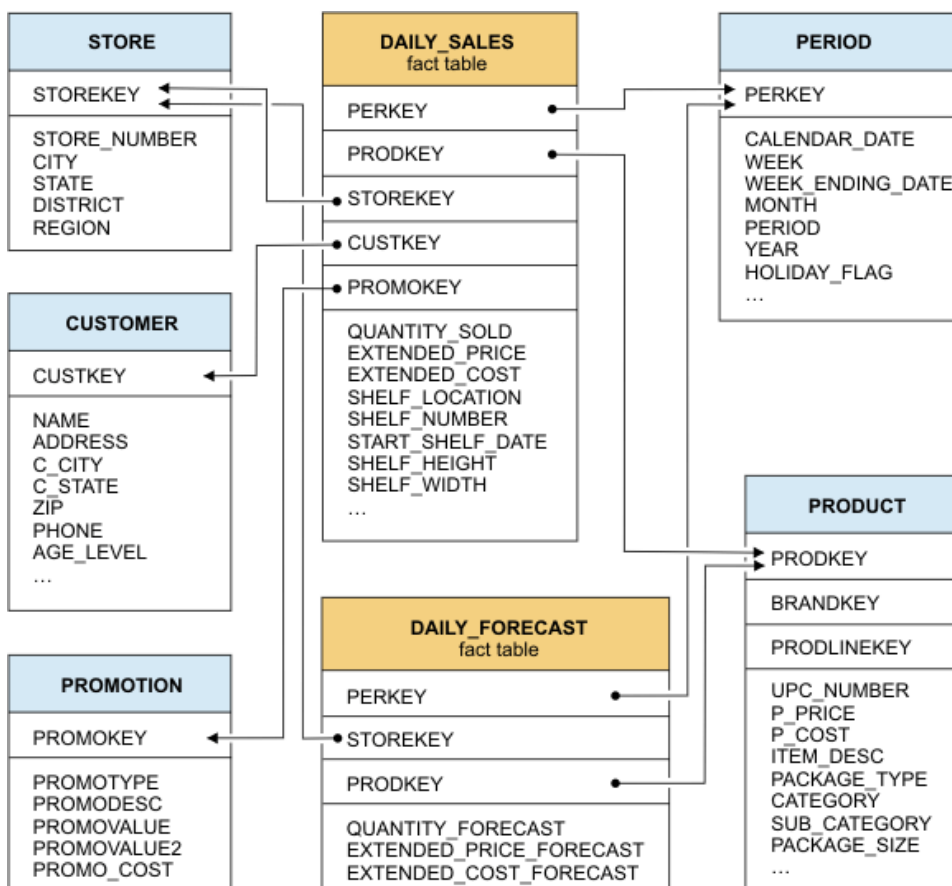 STORE
STOREKEY
STORE_NUMBER
CITY
STATE
DISTRICT
REGION
CUSTOMER
CUSTKEY
NAME
ADDRESS
C_CITY
C_STATE
ZIP
PHONE
AGE_LEVEL
...
PROMOTION
PROMOKEY
PROMOTYPE
PROMODESC
PROMOVALUE
PROMOVALUE2
PROMO_COST
DAILY_SALES
fact table
PERKEY
PRODKEY
STOREKEY
CUSTKEY
PROMOKEY
QUANTITY_SOLD
EXTENDED_PRICE
EXTENDED_COST
SHELF_LOCATION
SHELF_NUMBER
START_SHELF_DATE
SHELF_HEIGHT
SHELF_WIDTH
...
DAILY_FORECAST
fact table
PERKEY
STOREKEY
PRODKEY
QUANTITY_FORECAST
EXTENDED_PRICE_FORECAST
EXTENDED_COST_FORECAST
PERIOD
PERKEY
CALENDAR_DATE
WEEK
WEEK_ENDING_DATE
MONTH
PERIOD
YEAR
HOLIDAY_FLAG
...
PRODUCT
PRODKEY
BRANDKEY
PRODLINEKEY
UPC_NUMBER
P_PRICE
P_COST
ITEM_DESC
PACKAGE_TYPE
CATEGORY
SUB_CATEGORY
PACKAGE_SIZE
...